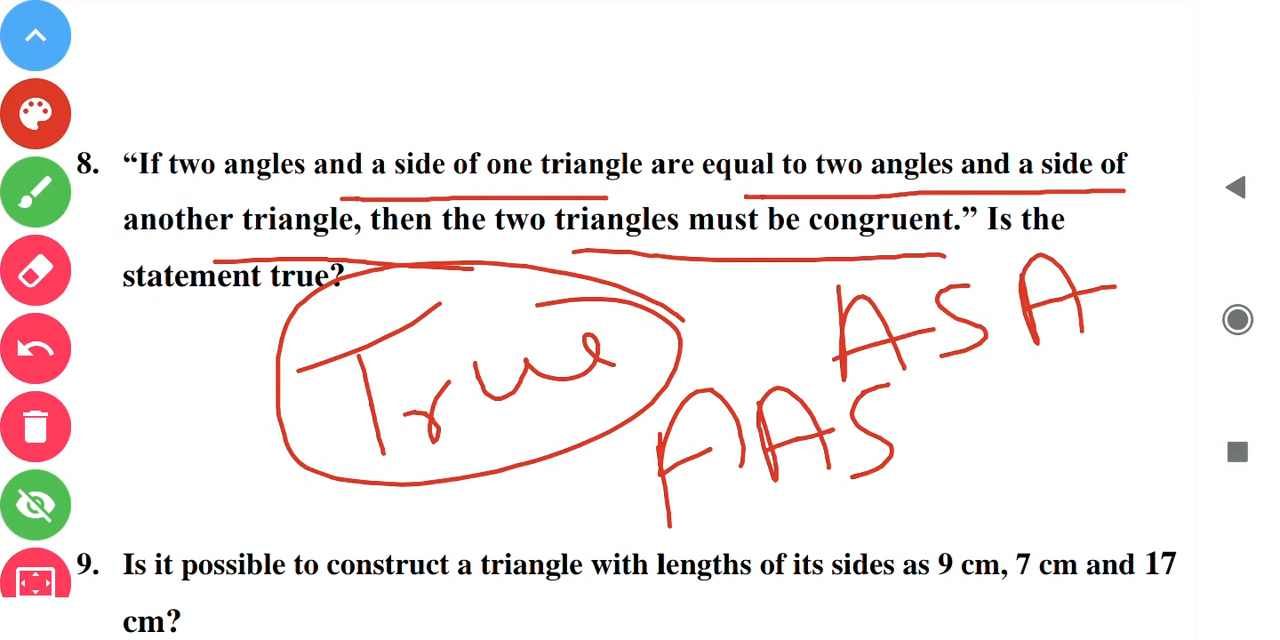 8. “If two angles and a side of one triangle are equal to two angles and a side of
another triangle, then the two triangles must be congruent.” Is the
statement true?
True
ASA
AAS
9. Is it possible to construct a triangle with lengths of its sides as 9 cm, 7 cm and 17
cm?